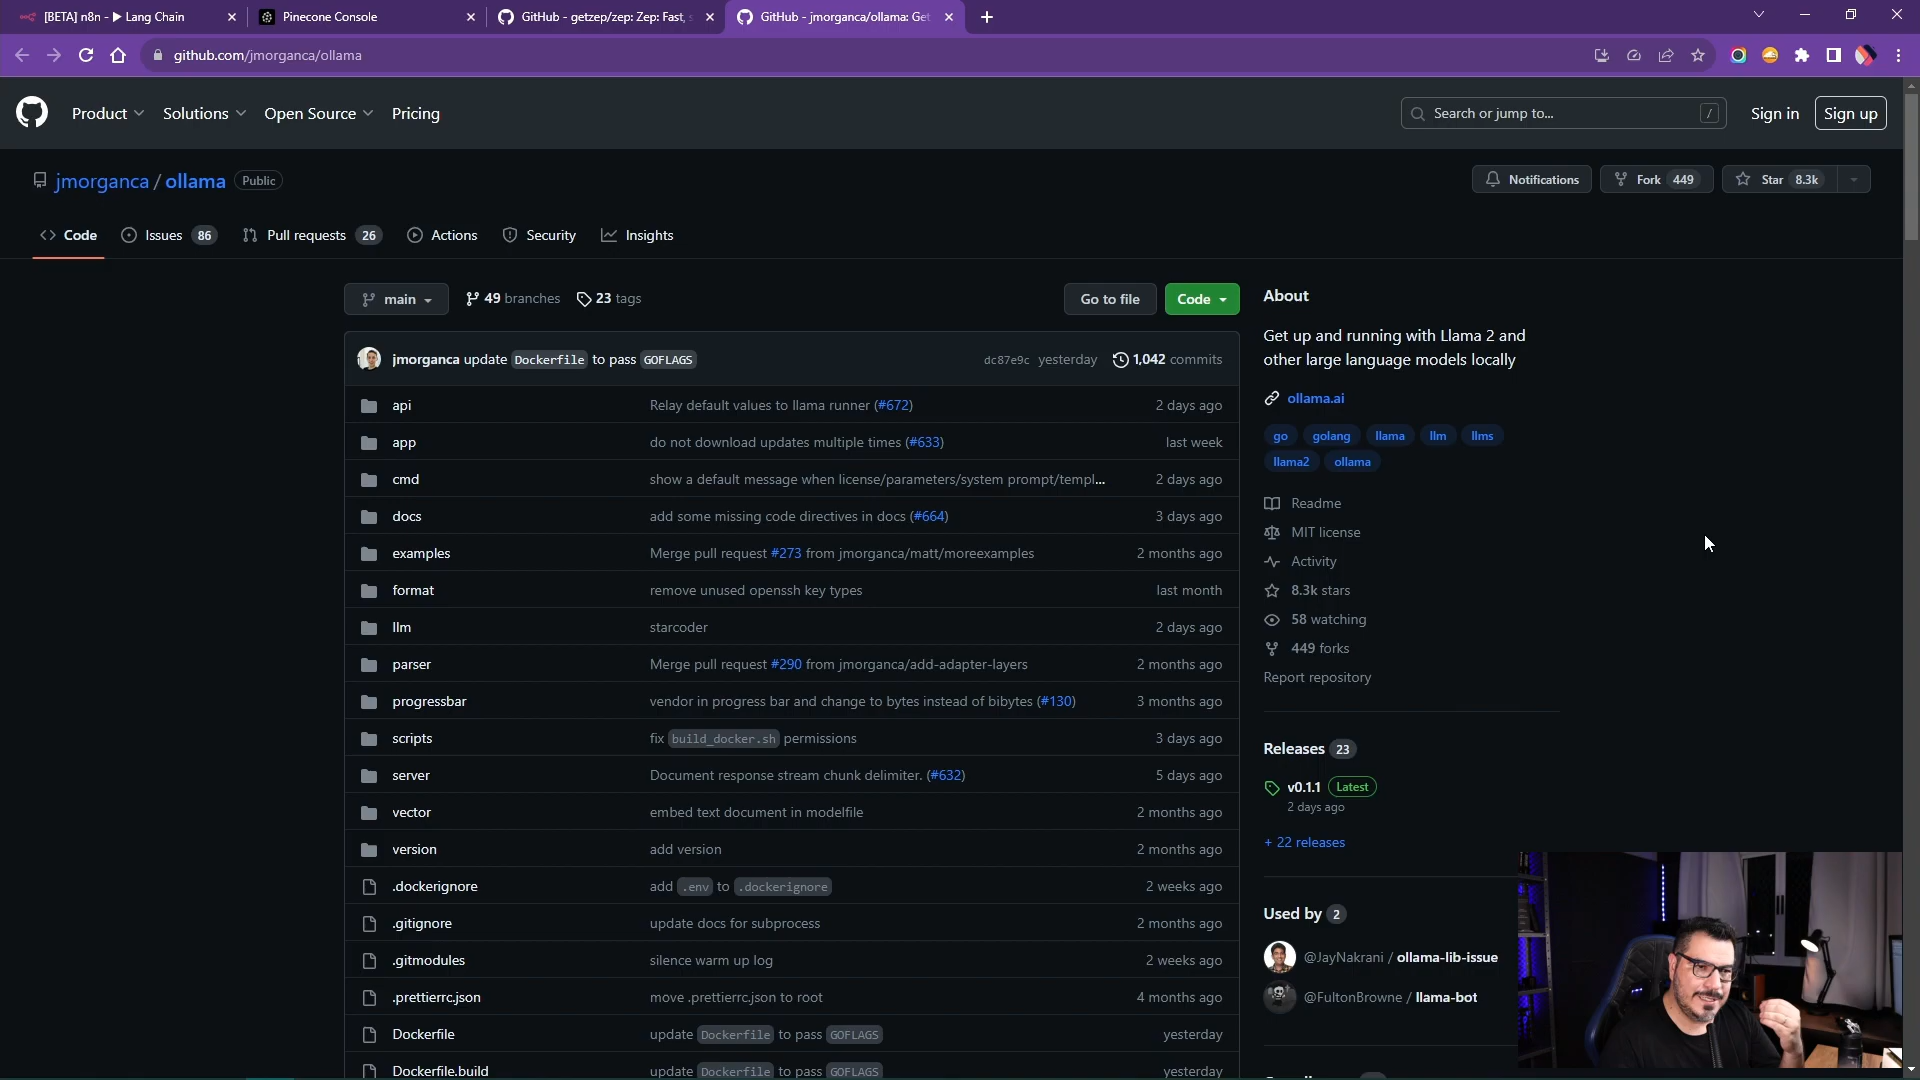 [BETA] n8n - ▶ Lang Chain
Pinecone Console
GitHub - getzep/zep: Zep: Fast, s
GitHub - jmorganca/ollama: Get
github.com/jmorganca/ollama
Product
Solutions
Open Source
Pricing
Search or jump to...
/
Sign in
Sign up
jmorganca / ollama
Public
Notifications
Fork 449
Star 8.3k
Code
Issues 86
Pull requests 26
Actions
Security
Insights
main
49 branches
23 tags
Go to file
Code
jmorganca update Dockerfile to pass GOFLAGS
dc87e9c yesterday
1,042 commits
api
Relay default values to llama runner (#672)
2 days ago
app
do not download updates multiple times (#633)
last week
cmd
show a default message when license/parameters/system prompt/templ...
2 days ago
docs
add some missing code directives in docs (#664)
3 days ago
examples
Merge pull request #273 from jmorganca/matt/moreexamples
2 months ago
format
remove unused openssh key types
last month
llm
starcoder
2 days ago
parser
Merge pull request #290 from jmorganca/add-adapter-layers
2 months ago
progressbar
vendor in progress bar and change to bytes instead of bibytes (#130)
3 months ago
scripts
fix build_docker.sh permissions
3 days ago
server
Document response stream chunk delimiter. (#632)
5 days ago
vector
embed text document in modelfile
2 months ago
version
add version
2 months ago
.dockerignore
add .env to .dockerignore
2 weeks ago
.gitignore
update docs for subprocess
2 months ago
.gitmodules
silence warm up log
2 weeks ago
.prettierrc.json
move .prettierrc.json to root
4 months ago
Dockerfile
update Dockerfile to pass GOFLAGS
yesterday
Dockerfile.build
update Dockerfile to pass GOFLAGS
yesterday
About
Get up and running with Llama 2 and
other large language models locally
ollama.ai
go golang llama llm llms
llama2 ollama
Readme
MIT license
Activity
8.3k stars
58 watching
449 forks
Report repository
Releases 23
v0.1.1 Latest
2 days ago
+ 22 releases
Used by 2
@JayNakrani / ollama-lib-issue
@FultonBrowne / llama-bot